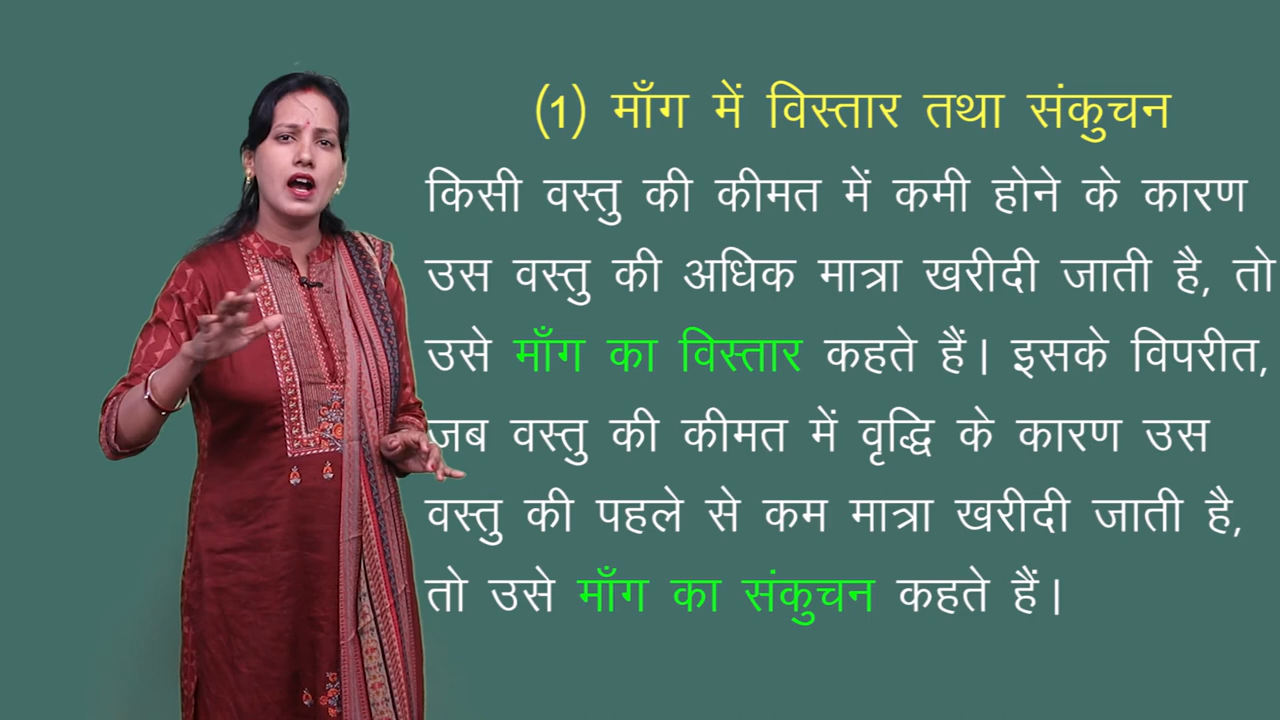 (1) माँग में विस्तार तथा संकुचन
किसी वस्तु की कीमत में कमी होने के कारण
उस वस्तु की अधिक मात्रा खरीदी जाती है, तो
उसे माँग का विस्तार कहते हैं। इसके विपरीत,
जब वस्तु की कीमत में वृद्धि के कारण उस
वस्तु की पहले से कम मात्रा खरीदी जाती है,
तो उसे माँग का संकुचन कहते हैं।